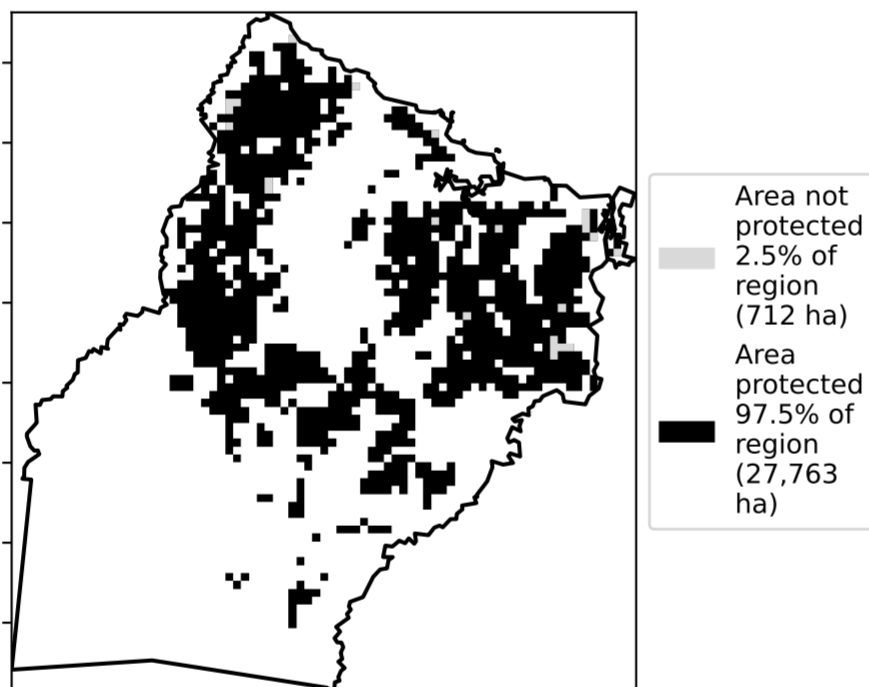 Area not
protected
2.5% of
region
(712 ha)
Area
protected
97.5% of
region
(27,763
ha)